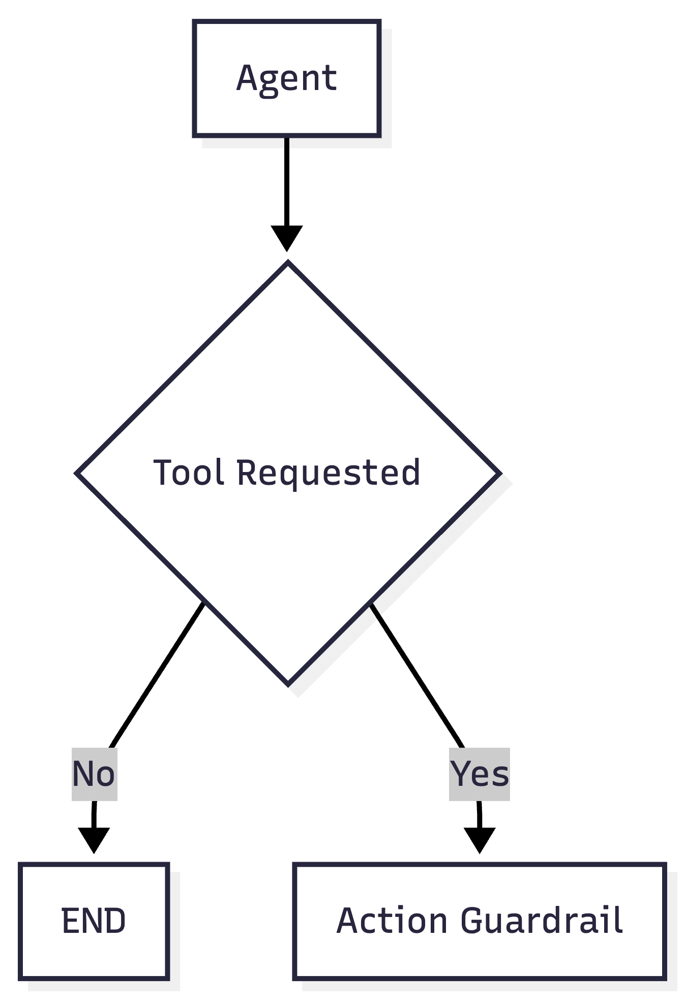 Agent
Tool Requested
No
Yes
END
Action Guardrail